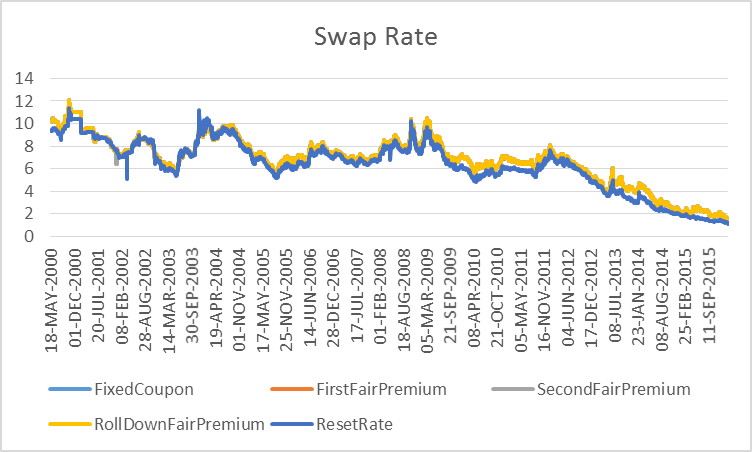 Swap Rate
14
12
10
8
6
4
2
0
18-MAY-2000
01-DEC-2000
20-JUL-2001
08-FEB-2002
28-AUG-2002
14-MAR-2003
30-SEP-2003
19-APR-2004
01-NOV-2004
17-MAY-2005
25-NOV-2005
14-JUN-2006
28-DEC-2006
17-JUL-2007
01-FEB-2008
18-AUG-2008
05-MAR-2009
21-SEP-2009
08-APR-2010
21-OCT-2010
05-MAY-2011
16-NOV-2011
04-JUN-2012
17-DEC-2012
08-JUL-2013
23-JAN-2014
08-AUG-2014
25-FEB-2015
11-SEP-2015
FixedCoupon FirstFairPremium SecondFairPremium
RollDownFairPremium ResetRate